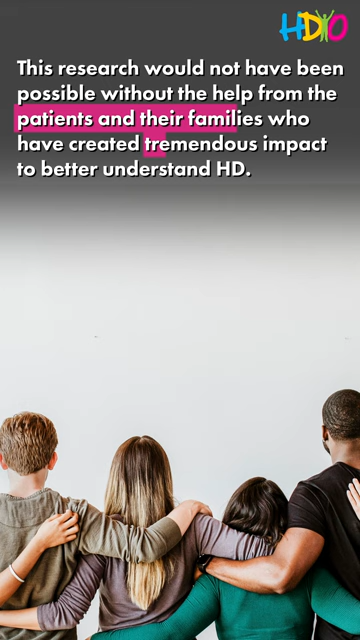 HDYO
This research would not have been
possible without the help from the
patients and their families who
have created tremendous impact
to better understand HD.